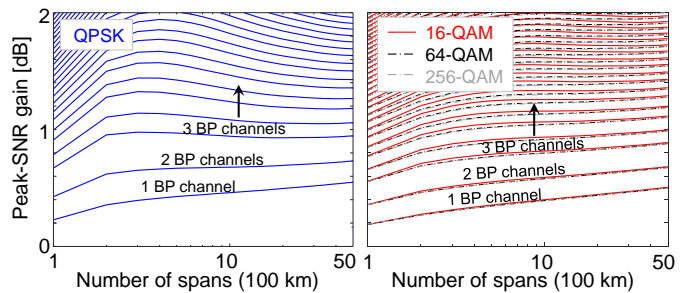 Peak-SNR gain [dB]
2
1
0
QPSK
3 BP channels
2 BP channels
1 BP channel
1
10
50
Number of spans (100 km)
16-QAM
64-QAM
256-QAM
3 BP channels
2 BP channels
1 BP channel
1
10
50
Number of spans (100 km)